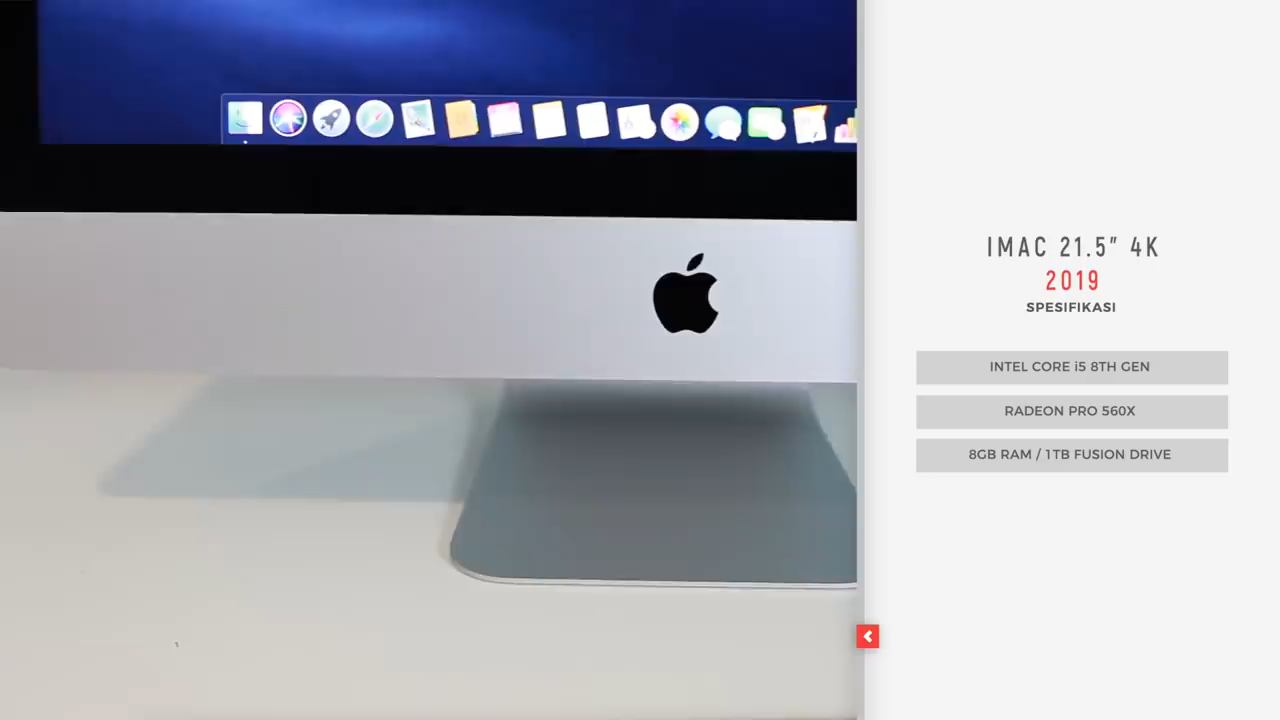 IMAC 21.5” 4K
2019
SPESIFIKASI
INTEL CORE i5 8TH GEN
RADEON PRO 560X
8GB RAM / 1TB FUSION DRIVE